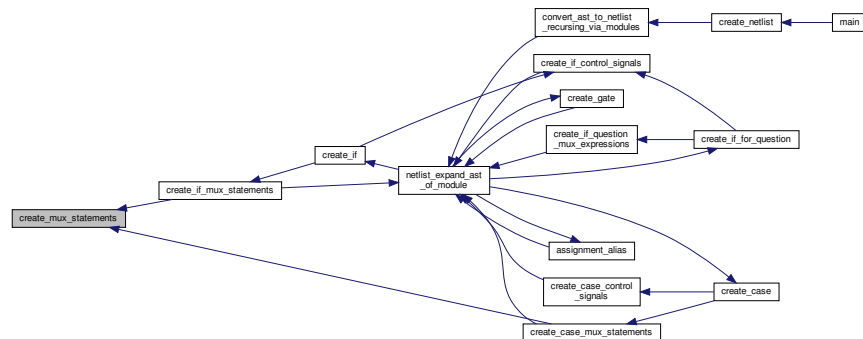 convert_ast_to_netlist
_recursing_via_modules
create_netlist
main
create_if_control_signals
create_gate
create_if_question
_mux_expressions
create_if_for_question
create_if
netlist_expand_ast
_of_module
create_if_mux_statements
create_mux_statements
assignment_alias
create_case_control
_signals
create_case
create_case_mux_statements